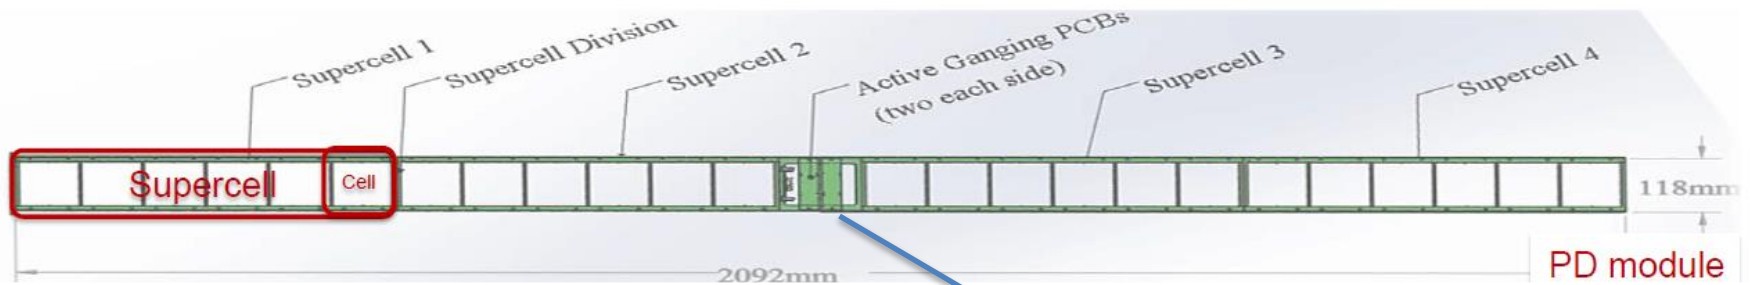 Supercell 1
Supercell Division
Supercell 2
Active Ganging PCBs
(two each side)
Supercell 3
Supercell 4
Supercell
Cell
118mm
2092mm
PD module